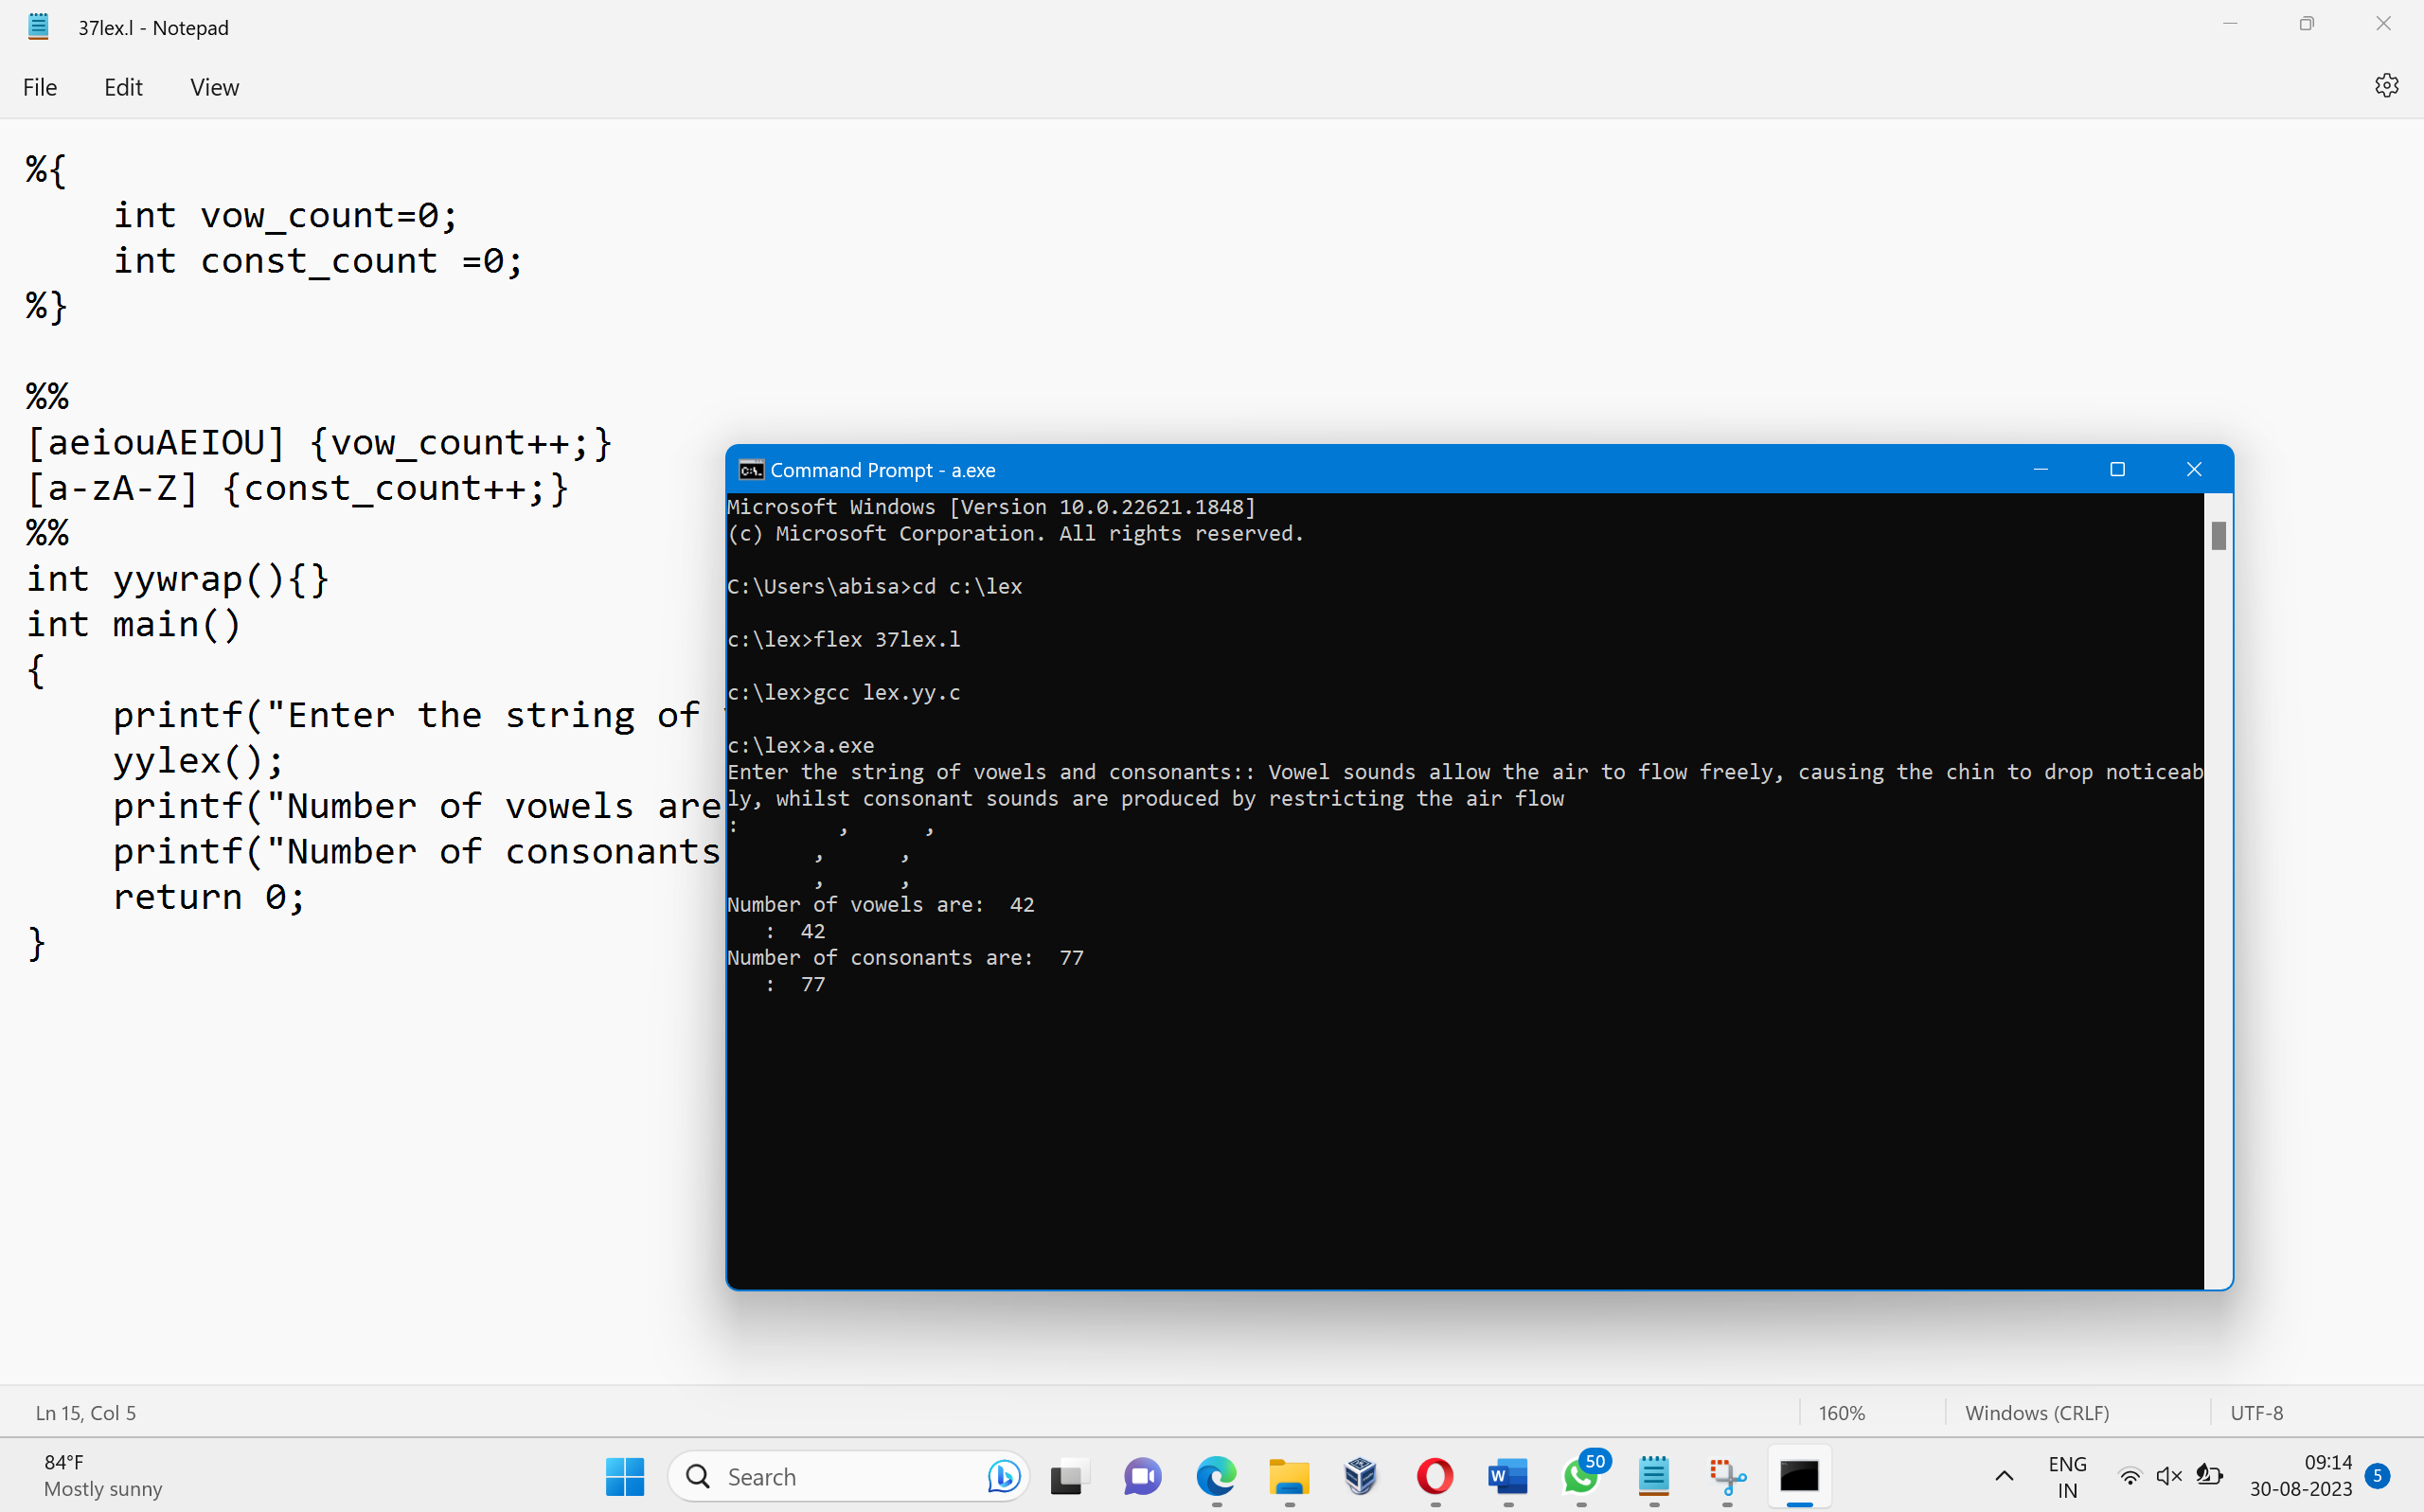 37lex.l - Notepad
File Edit View
%{
int vow_count=0;
int const_count =0;
%}
%%
[aeiouAEIOU] {vow_count++;}
[a-zA-Z] {const_count++;}
%%
int yywrap(){}
int main()
{
printf("Enter the string of
yylex();
printf("Number of vowels are
printf("Number of consonants
return 0;
}
Command Prompt - a.exe
Microsoft Windows [Version 10.0.22621.1848]
(c) Microsoft Corporation. All rights reserved.
C:\Users\abisa>cd c:\lex
c:\lex>flex 37lex.l
c:\lex>gcc lex.yy.c
c:\lex>a.exe
Enter the string of vowels and consonants:: Vowel sounds allow the air to flow freely, causing the chin to drop noticeab
ly, whilst consonant sounds are produced by restricting the air flow
:         ,      ,
,      ,
,      ,
Number of vowels are:  42
:  42
Number of consonants are:  77
:  77
Ln 15, Col 5 160% Windows (CRLF) UTF-8
84°F
Mostly sunny
Search
50
ENG
IN
09:14
30-08-2023
5